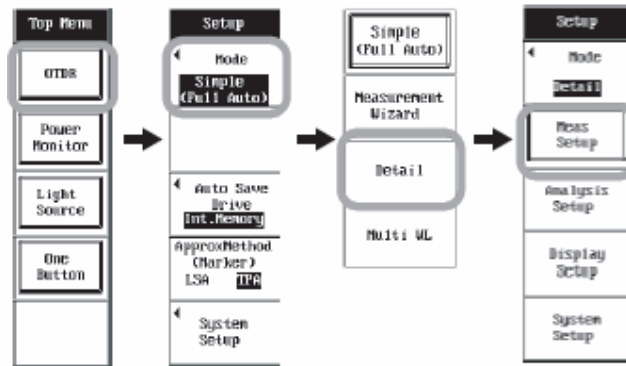 Top Menu
OTDR
Power
Monitor
Light
Source
One
Button
Setup
Mode
Simple
(Full Auto)
Auto Save
Drive
Int.Memory
ApproxMethod
(Marker)
LSA TPA
System
Setup
Simple
(Full Auto)
Measurement
Wizard
Detail
Multi WL
Setup
Mode
Detail
Meas
Setup
Analysis
Setup
Display
Setup
System
Setup